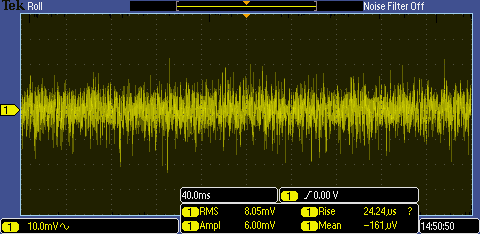 Tek Roll Noise Filter Off
1
40.0ms 1 ƒ 0.00 V
1 RMS 8.05mV 1 Rise 24.24µs ?
1 Ampl 6.00mV 1 Mean −161µV
1 10.0mV∿ 14:50:50